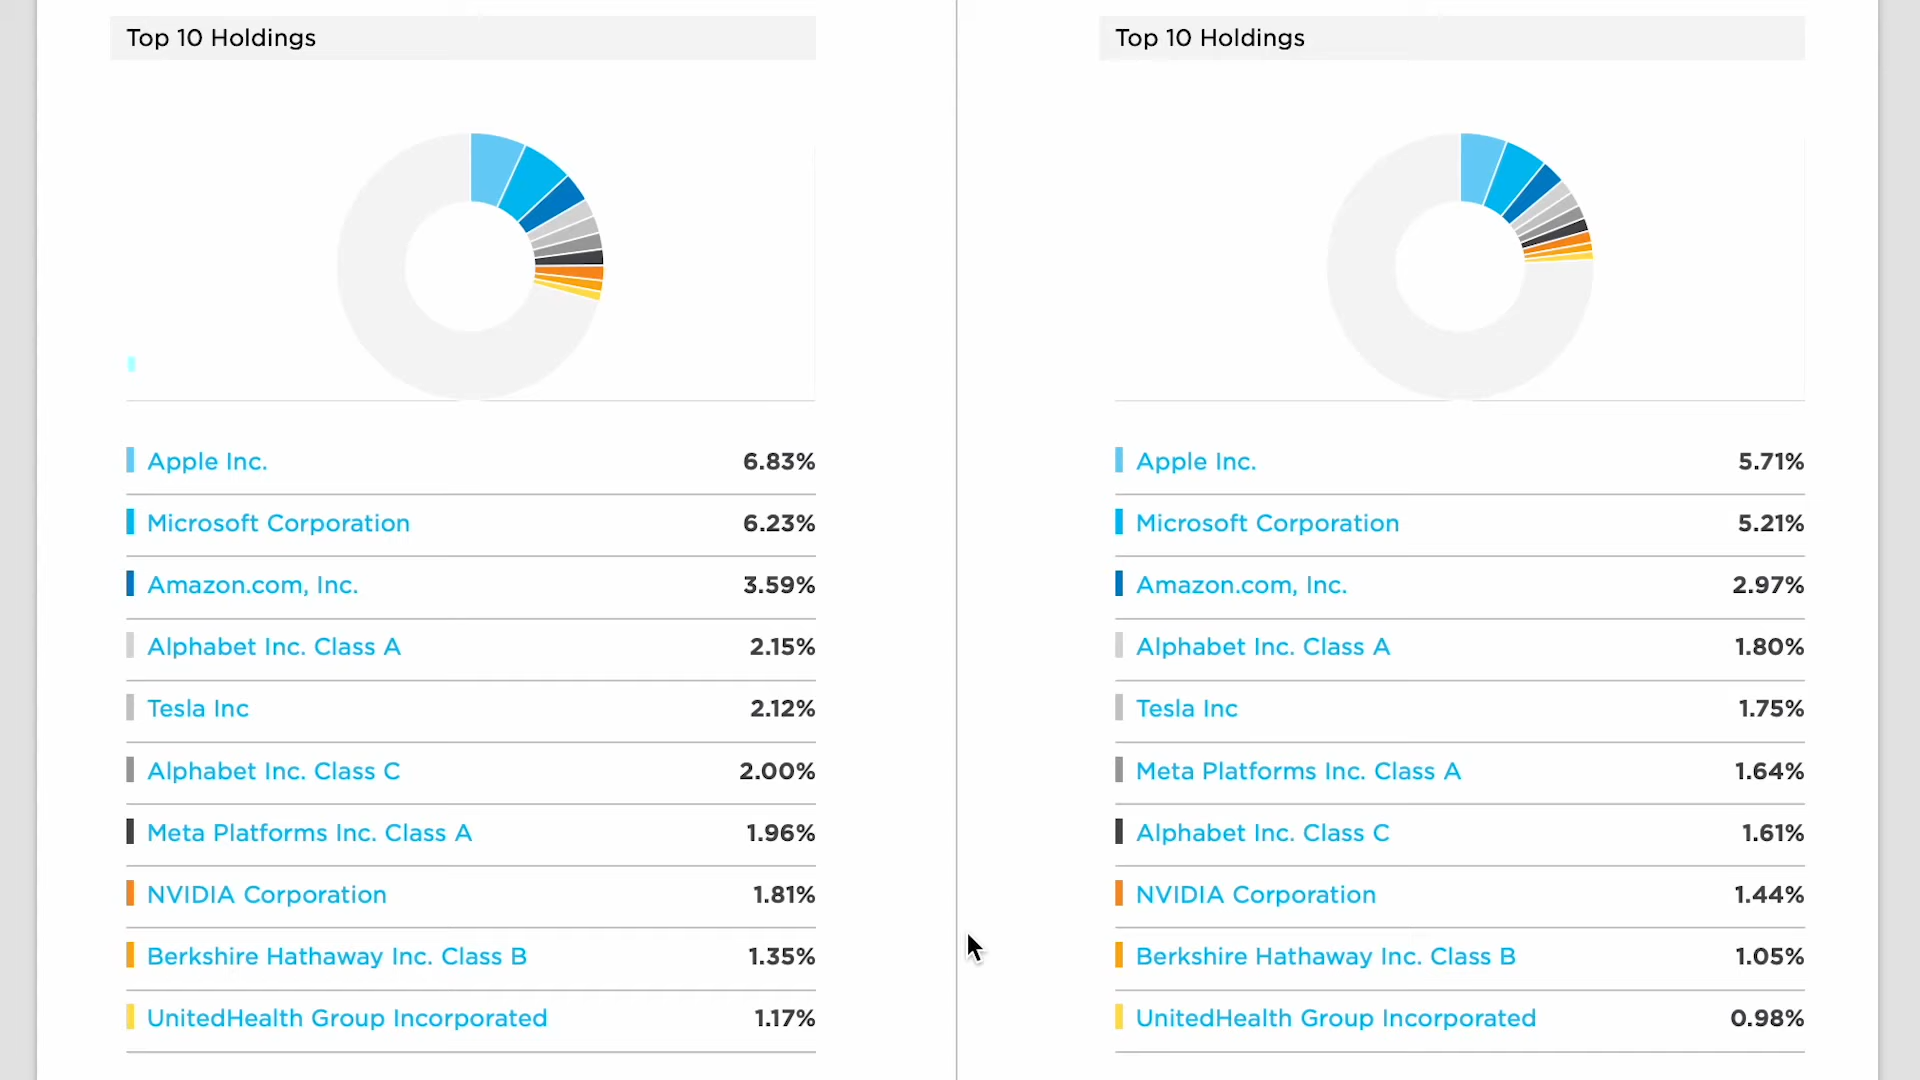 Top 10 Holdings
Apple Inc. 6.83%
Microsoft Corporation 6.23%
Amazon.com, Inc. 3.59%
Alphabet Inc. Class A 2.15%
Tesla Inc 2.12%
Alphabet Inc. Class C 2.00%
Meta Platforms Inc. Class A 1.96%
NVIDIA Corporation 1.81%
Berkshire Hathaway Inc. Class B 1.35%
UnitedHealth Group Incorporated 1.17%
Top 10 Holdings
Apple Inc. 5.71%
Microsoft Corporation 5.21%
Amazon.com, Inc. 2.97%
Alphabet Inc. Class A 1.80%
Tesla Inc 1.75%
Meta Platforms Inc. Class A 1.64%
Alphabet Inc. Class C 1.61%
NVIDIA Corporation 1.44%
Berkshire Hathaway Inc. Class B 1.05%
UnitedHealth Group Incorporated 0.98%